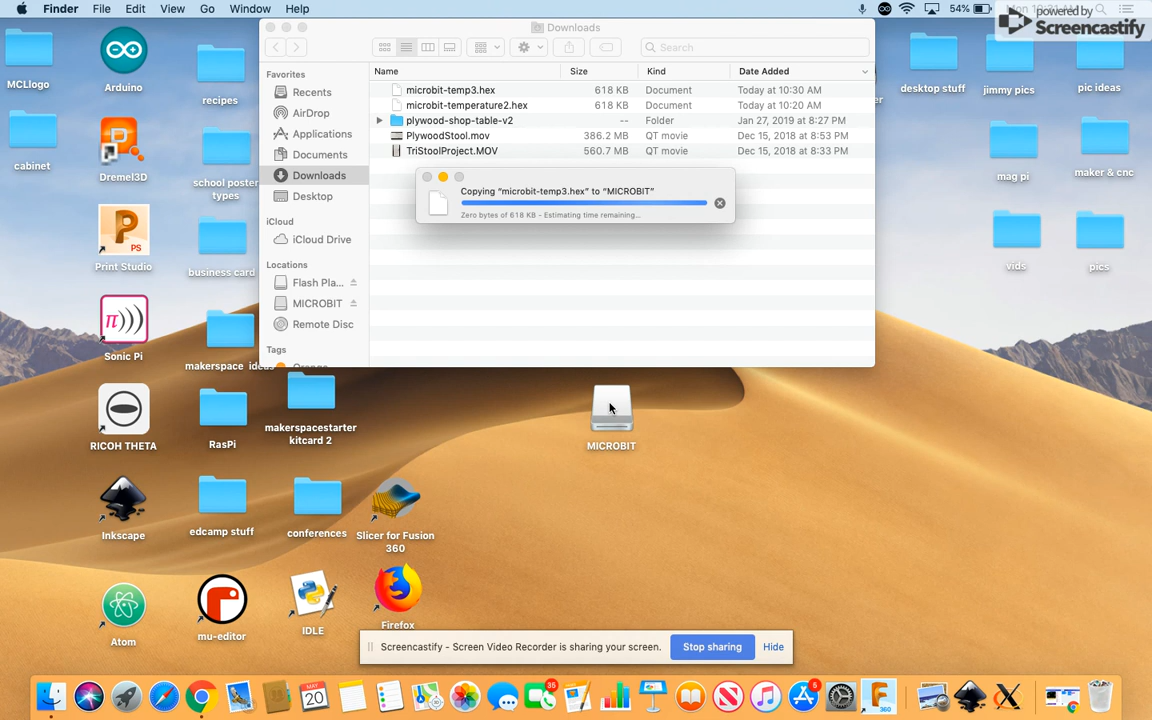 Finder File Edit View Go Window Help
54%
powered by
Screencastify
Downloads
Search
Favorites
Recents
AirDrop
Applications
Documents
Downloads
Desktop
iCloud
iCloud Drive
Locations
Flash Pla...
MICROBIT
Remote Disc
Tags
Name Size Kind Date Added
microbit-temp3.hex 618 KB Document Today at 10:30 AM
microbit-temperature2.hex 618 KB Document Today at 10:20 AM
plywood-shop-table-v2 -- Folder Jan 27, 2019 at 8:27 PM
PlywoodStool.mov 386.2 MB QT movie Dec 15, 2018 at 8:53 PM
TriStoolProject.MOV 560.7 MB QT movie Dec 15, 2018 at 8:33 PM
Copying “microbit-temp3.hex” to “MICROBIT”
Zero bytes of 618 KB - Estimating time remaining...
MCLlogo
Arduino
recipes
desktop stuff
jimmy pics
pic ideas
cabinet
Dremel3D
school poster
types
mag pi
maker & cnc
PS
Print Studio
business card
vids
pics
π)))
Sonic Pi
makerspace
RICOH THETA
RasPi
makerspacestarter
kitcard 2
MICROBIT
Inkscape
edcamp stuff
conferences
Slicer for Fusion
360
Atom
mu-editor
IDLE
Firefox
Screencastify - Screen Video Recorder is sharing your screen.
Stop sharing
Hide
MAY
20
35
5
F
360